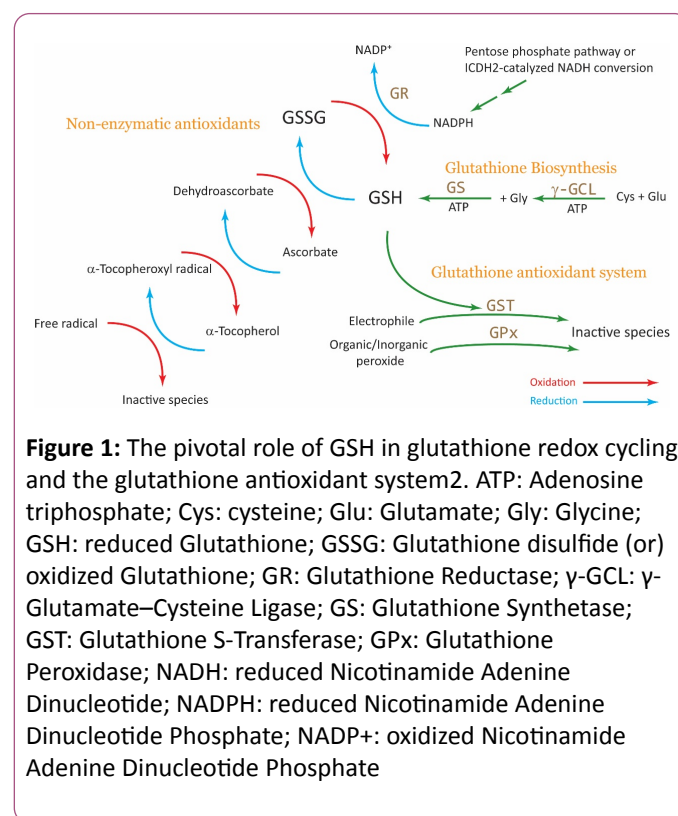 NADP+
Pentose phosphate pathway or
ICDH2-catalyzed NADH conversion
GR
NADPH
Non-enzymatic antioxidants
GSSG
Glutathione Biosynthesis
Dehydroascorbate
GSH
GS
ATP
+ Gly
γ-GCL
ATP
Cys + Glu
Ascorbate
α-Tocopheroxyl radical
Glutathione antioxidant system
GST
Free radical
α-Tocopherol
Electrophile
Inactive species
Organic/Inorganic
peroxide
GPx
Inactive species
Oxidation
Reduction
Figure 1: The pivotal role of GSH in glutathione redox cycling
and the glutathione antioxidant system2. ATP: Adenosine
triphosphate; Cys: cysteine; Glu: Glutamate; Gly: Glycine;
GSH: reduced Glutathione; GSSG: Glutathione disulfide (or)
oxidized Glutathione; GR: Glutathione Reductase; γ-GCL: γ-
Glutamate–Cysteine Ligase; GS: Glutathione Synthetase;
GST: Glutathione S-Transferase; GPx: Glutathione
Peroxidase; NADH: reduced Nicotinamide Adenine
Dinucleotide; NADPH: reduced Nicotinamide Adenine
Dinucleotide Phosphate; NADP+: oxidized Nicotinamide
Adenine Dinucleotide Phosphate